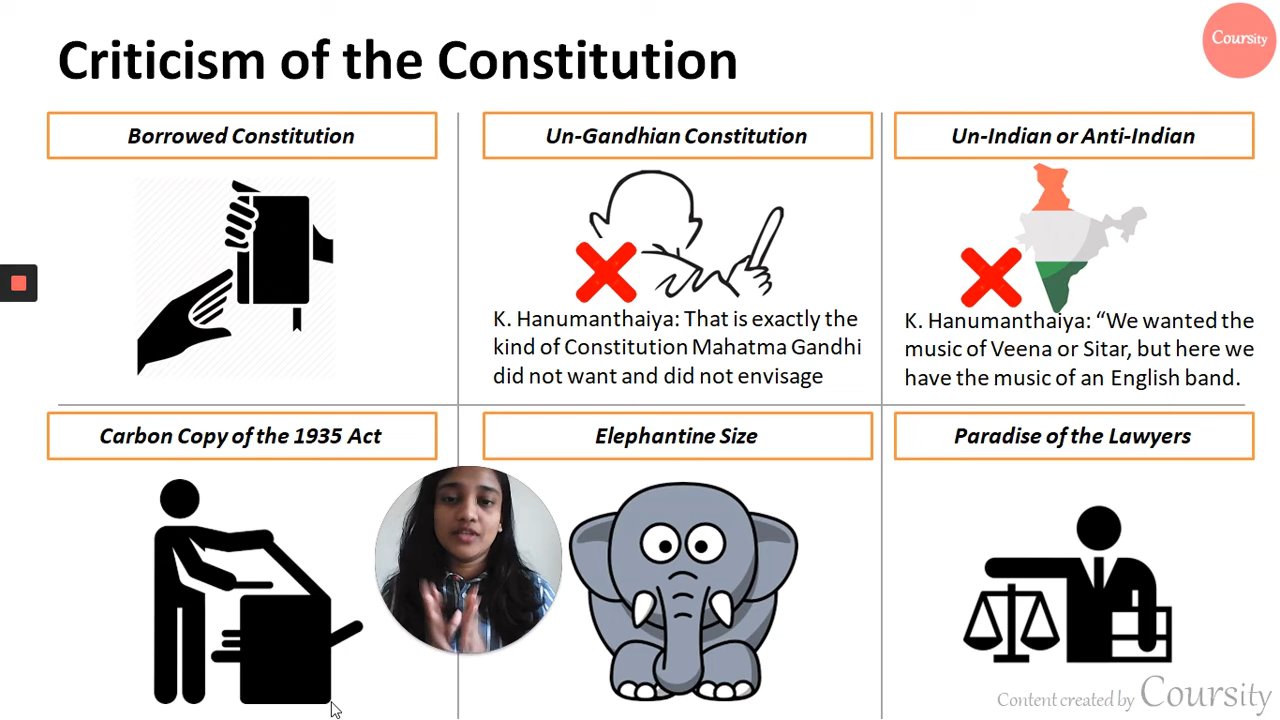 Criticism of the Constitution
Coursity
Borrowed Constitution
Un-Gandhian Constitution
Un-Indian or Anti-Indian
K. Hanumanthaiya: That is exactly the
kind of Constitution Mahatma Gandhi
did not want and did not envisage
K. Hanumanthaiya: “We wanted the
music of Veena or Sitar, but here we
have the music of an English band.
Carbon Copy of the 1935 Act
Elephantine Size
Paradise of the Lawyers
Content created by Coursity